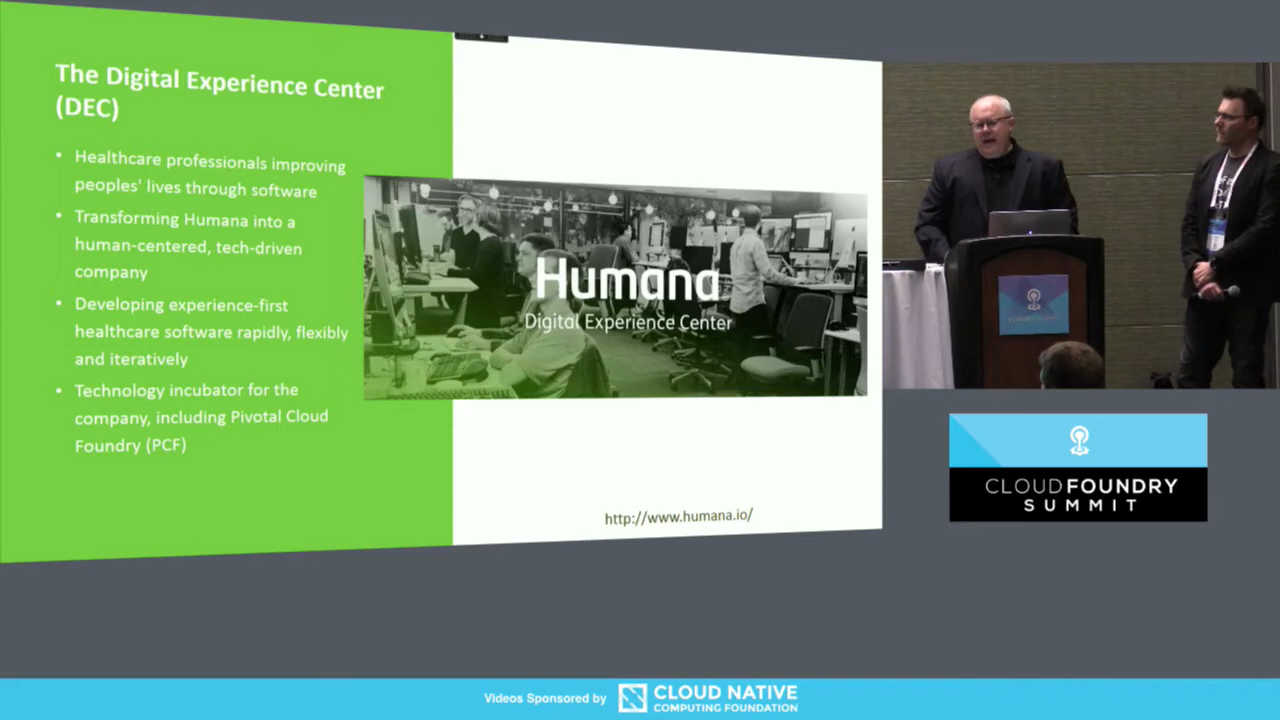 The Digital Experience Center
(DEC)
• Healthcare professionals improving
peoples' lives through software
• Transforming Humana into a
human-centered, tech-driven
company
• Developing experience-first
healthcare software rapidly, flexibly
and iteratively
• Technology incubator for the
company, including Pivotal Cloud
Foundry (PCF)
Humana
Digital Experience Center
http://www.humana.io/
CLOUD FOUNDRY
CLOUDFOUNDRY
SUMMIT
Videos Sponsored by
CLOUD NATIVE
COMPUTING FOUNDATION